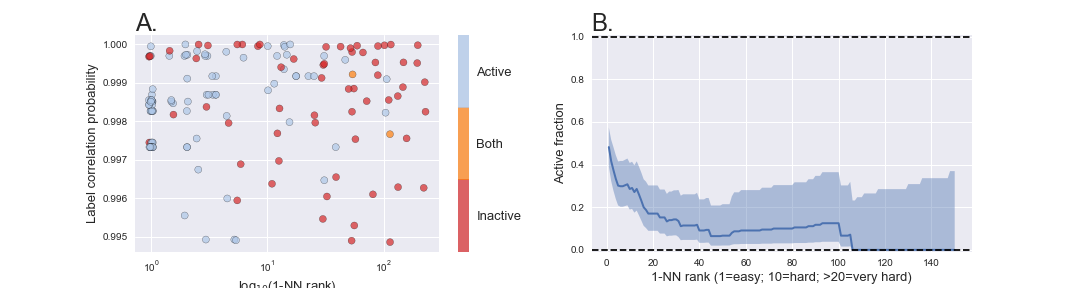 A.
1.000
0.999
0.998
0.997
0.996
0.995
Label correlation probability
10⁰
10¹
10²
log₁₀(1-NN rank)
Active
Both
Inactive
B.
1.0
0.8
0.6
0.4
0.2
0.0
Active fraction
0
20
40
60
80
100
120
140
1-NN rank (1=easy; 10=hard; >20=very hard)